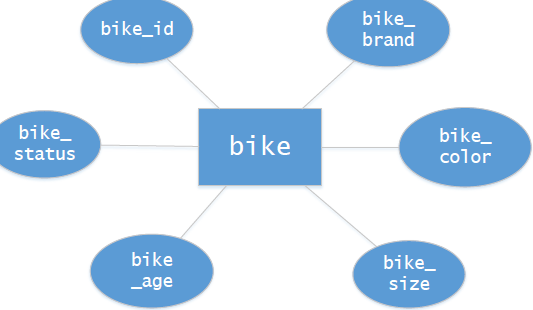 bike_id
bike_
brand
bike_
status
bike
bike_
color
bike
_age
bike_
size